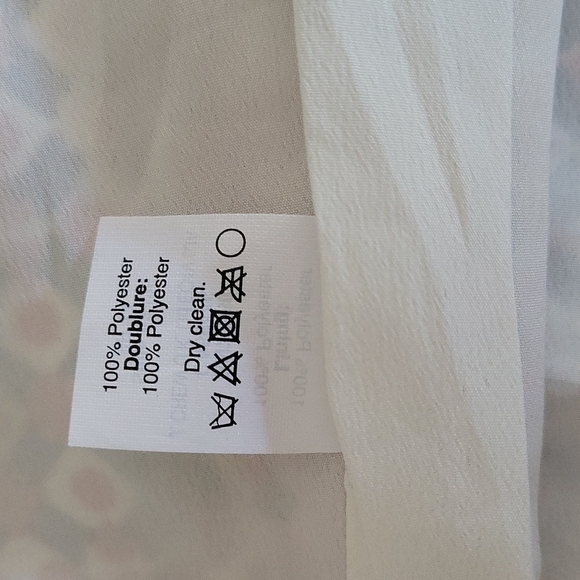 100% Polyester
Doublure:
100% Polyester
Dry clean.